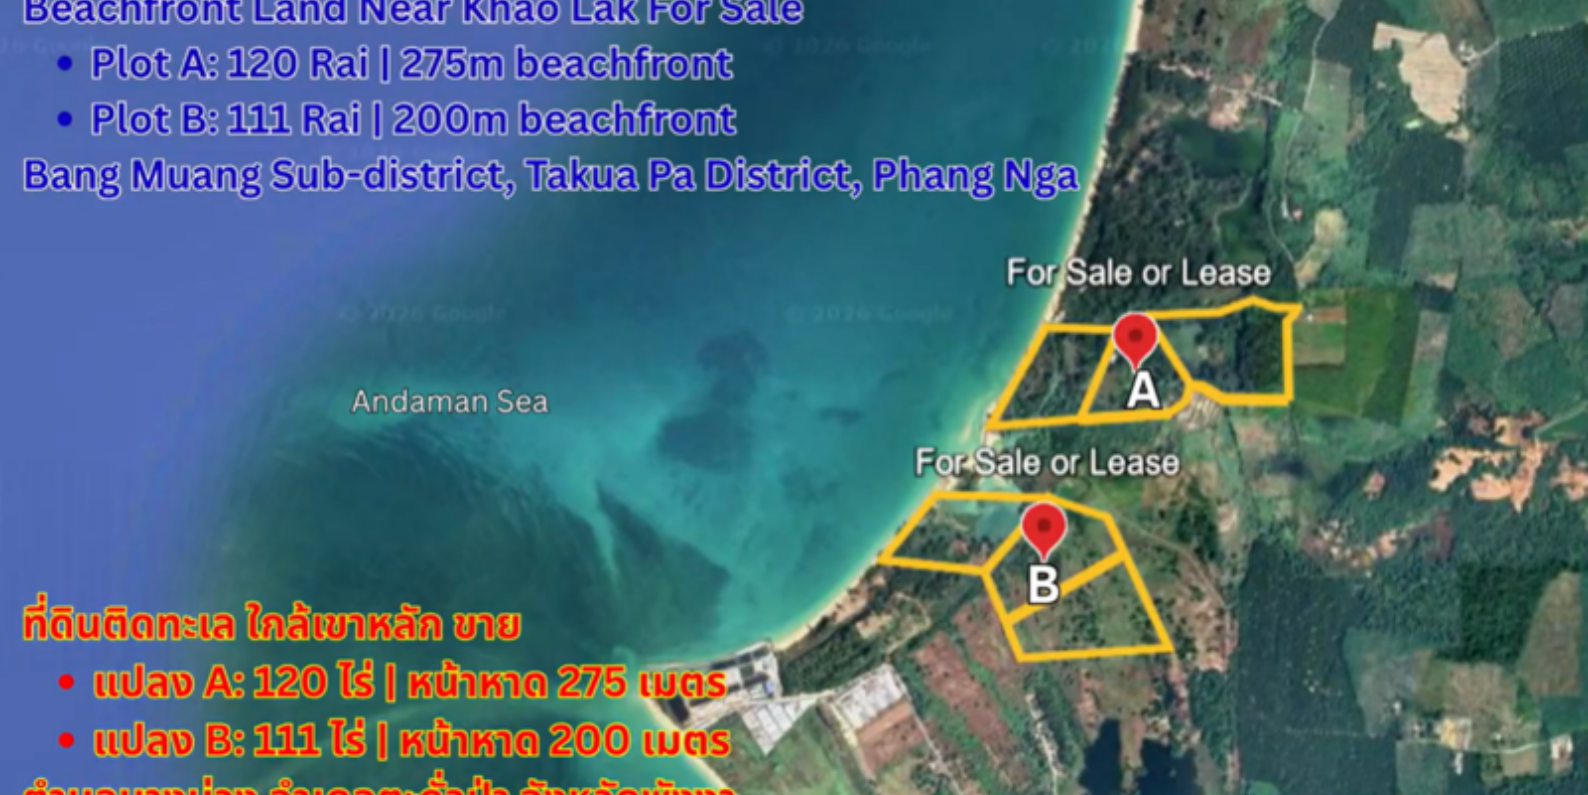 Beachfront Land Near Khao Lak For Sale
• Plot A: 120 Rai | 275m beachfront
• Plot B: 111 Rai | 200m beachfront
Bang Muang Sub-district, Takua Pa District, Phang Nga
© 2026 Google
© 2026 Google
For Sale or Lease
A
Andaman Sea
For Sale or Lease
B
ที่ดินติดทะเล ใกล้เขาหลัก ขาย
• แปลง A: 120 ไร่ | หน้าหาด 275 เมตร
• แปลง B: 111 ไร่ | หน้าหาด 200 เมตร